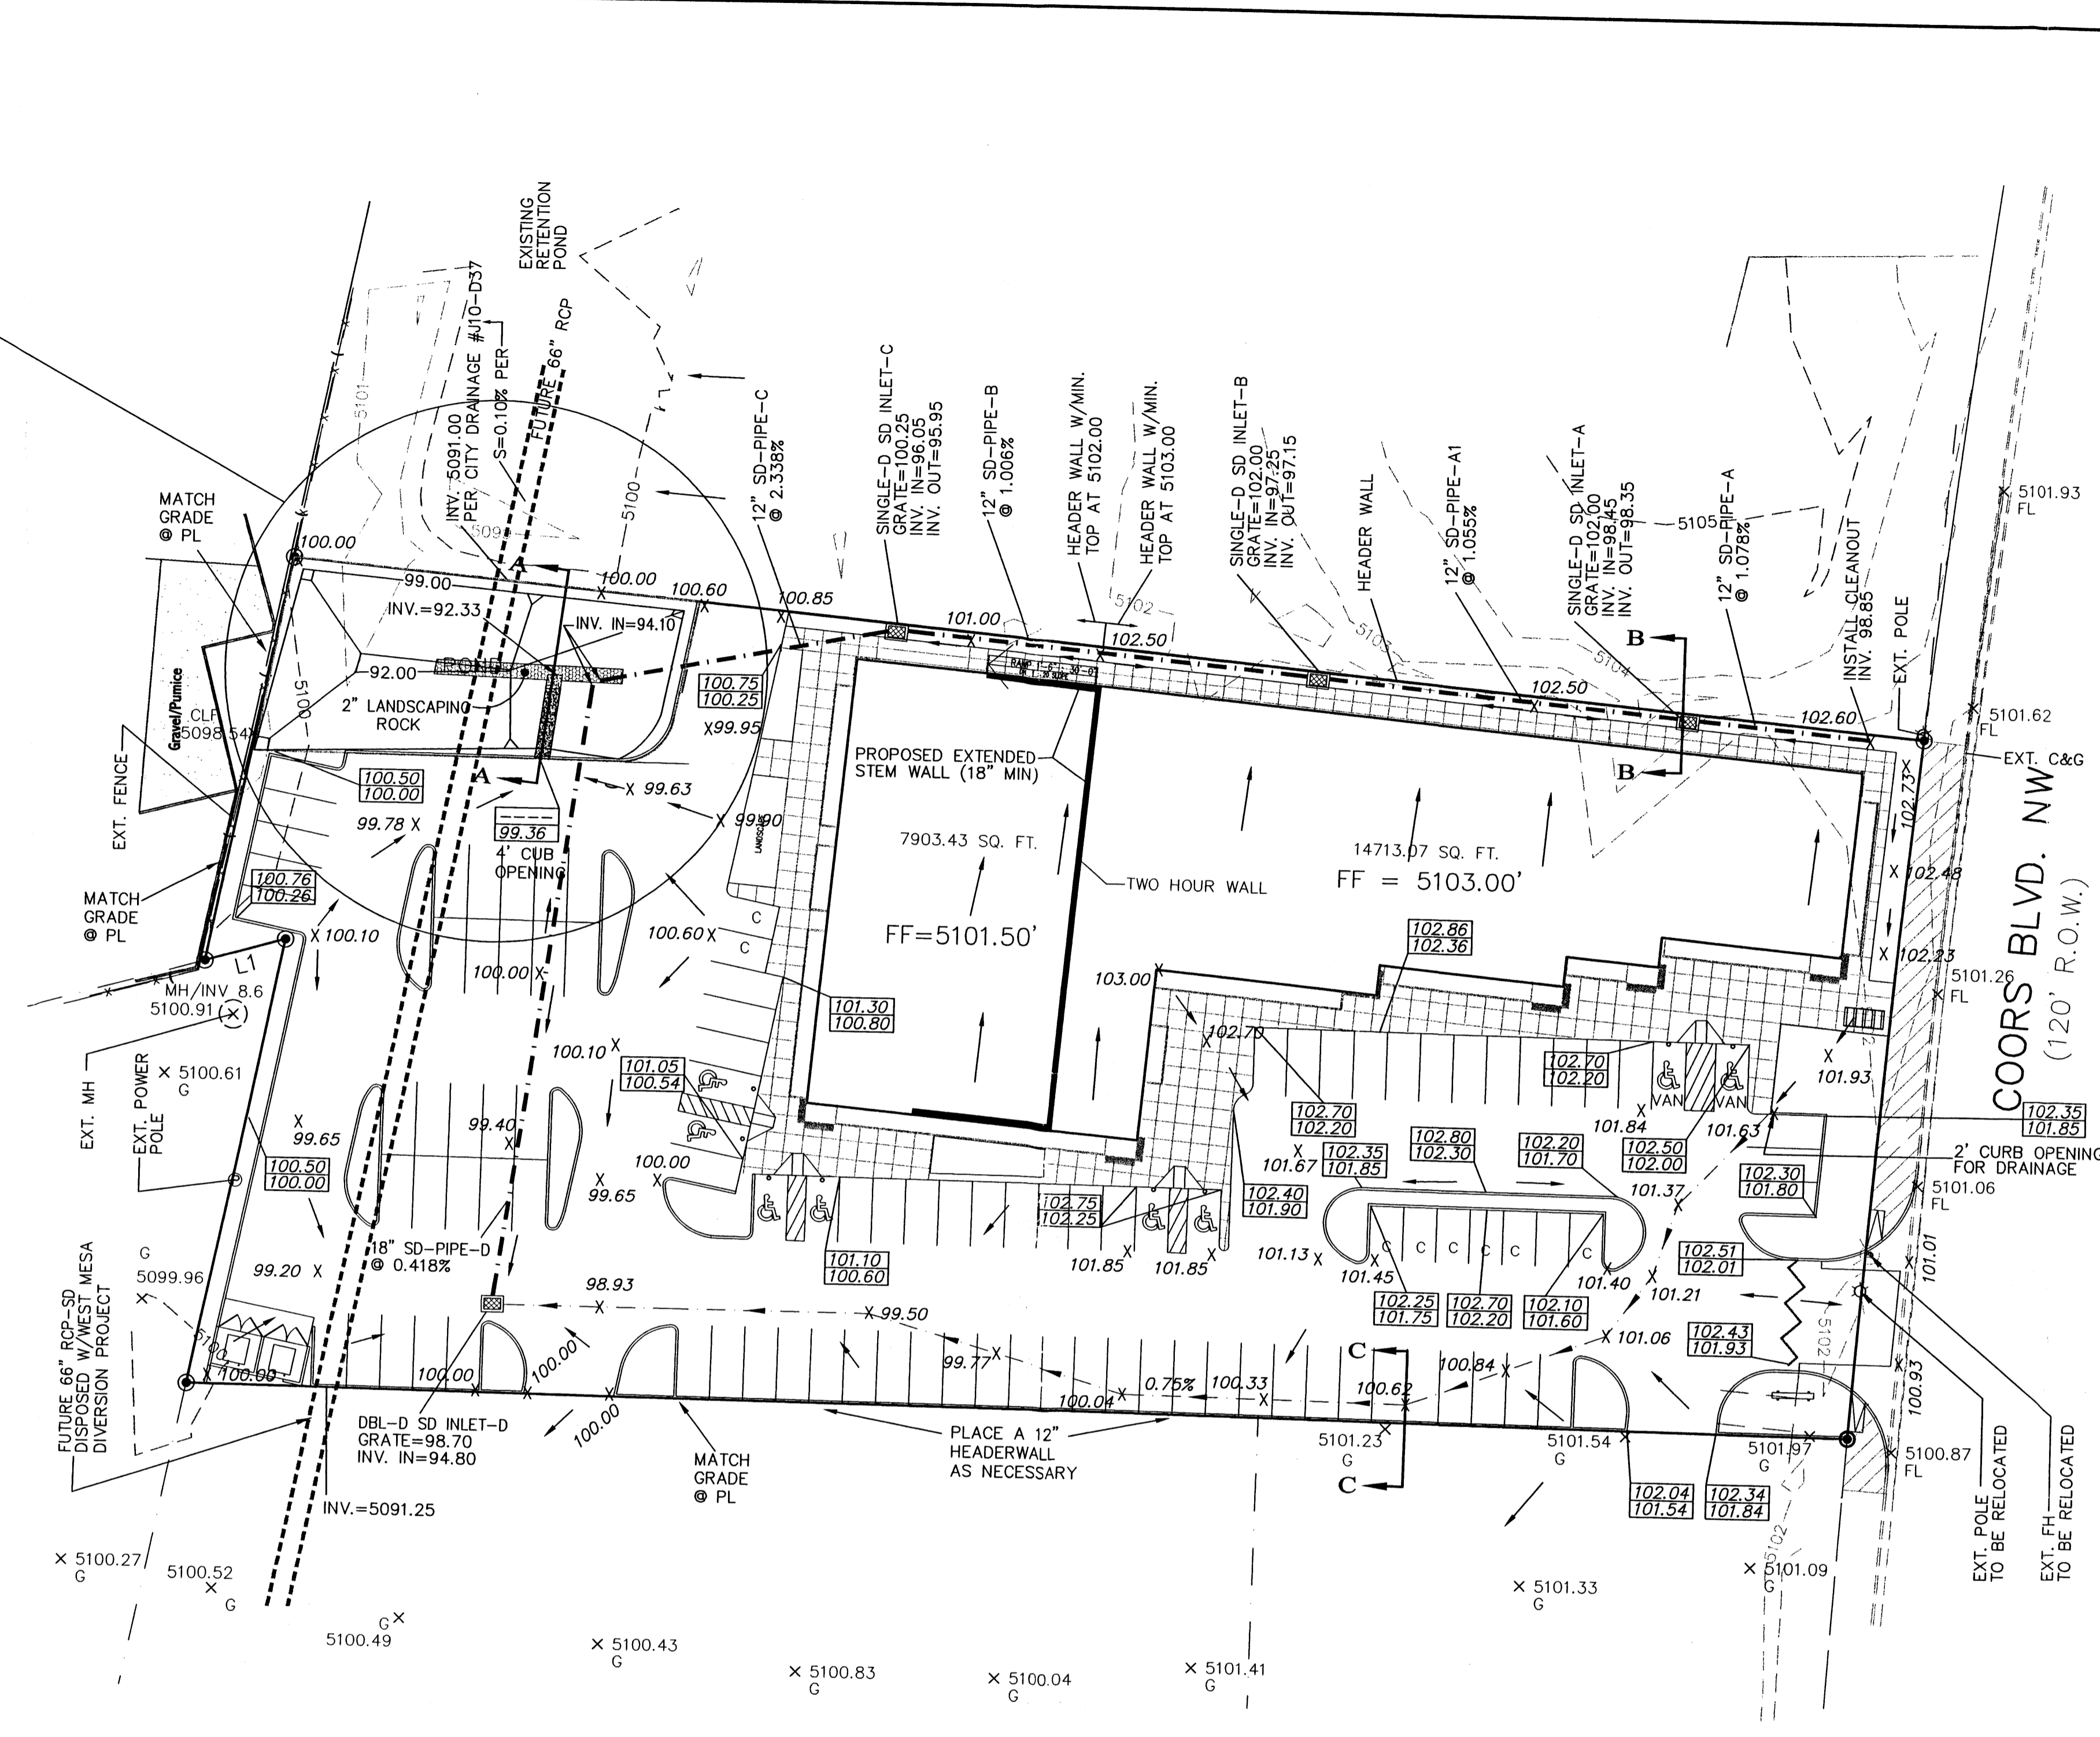 EXISTING
RETENTION
POND
INV. 5091.00
PER CITY DRAINAGE #J10-D37
S=0.10% PER
FUTURE 66" RCP
5101
5100
12" SD-PIPE-C
@ 2.338%
SINGLE-D SD INLET-C
GRATE=100.25
INV. IN=96.05
INV. OUT=95.95
12" SD-PIPE-B
@ 1.006%
HEADER WALL W/MIN.
TOP AT 5102.00
HEADER WALL W/MIN.
TOP AT 5103.00
SINGLE-D SD INLET-B
GRATE=102.00
INV. IN=97.25
INV. OUT=97.15
HEADER WALL
12" SD-PIPE-A1
@ 1.055%
SINGLE-D SD INLET-A
GRATE=102.00
INV. IN=98.45
INV. OUT=98.35
5105
12" SD-PIPE-A
@ 1.078%
INSTALL CLEANOUT
INV. 98.85
EXT. POLE
5101.93
FL
MATCH
GRADE
@ PL
100.00
99.00
A
100.00
100.60
100.85
101.00
5102
102.50
5103
5104
102.50
B
102.60
5101.62
FL
EXT. C&G
INV.=92.33
INV. IN=94.10
POND
92.00
2" LANDSCAPING
ROCK
5100
Gravel/Pumice
CLF
5098.54
EXT. FENCE
100.75
100.25
99.95
A
B
PROPOSED EXTENDED
STEM WALL (18" MIN)
100.50
100.00
99.63
99.78
99.90
99.36
4' CUB
OPENING
LANDSCAPE
7903.43 SQ. FT.
FF=5101.50'
TWO HOUR WALL
14713.07 SQ. FT.
FF = 5103.00'
102.73
102.48
102.23
COORS BLVD. NW
(120' R.O.W.)
MATCH
GRADE
@ PL
100.76
100.26
100.10
L1
MH/INV 8.6
5100.91
100.60
C
C
100.00
101.30
100.80
103.00
102.86
102.36
5101.26
FL
EXT. MH
EXT. POWER
POLE
5100.61
G
100.10
101.05
100.54
102.70
102.70
102.20
102.70
102.20
VAN
VAN
101.93
99.65
99.40
99.65
100.00
101.67
102.35
101.85
102.80
102.30
102.20
101.70
101.84
102.50
102.00
101.63
102.35
101.85
2' CURB OPENING
FOR DRAINAGE
102.30
101.80
5101.06
FL
100.50
100.00
102.75
102.25
102.40
101.90
101.37
G
5099.96
99.20
18" SD-PIPE-D
@ 0.418%
101.10
100.60
101.85
101.85
101.13
101.45
C
C
C
C
C
101.40
102.51
102.01
101.21
101.01
FUTURE 66" RCP-SD
DISPOSED W/WEST MESA
DIVERSION PROJECT
98.93
99.50
102.25
101.75
102.70
102.20
102.10
101.60
101.06
102.43
101.93
5102
100.93
5100
100.00
100.00
100.00
99.77
C
100.84
100.04
0.75%
100.33
100.62
DBL-D SD INLET-D
GRATE=98.70
INV. IN=94.80
100.00
MATCH
GRADE
@ PL
PLACE A 12"
HEADERWALL
AS NECESSARY
5101.23
G
C
5101.54
G
5101.97
G
5100.87
FL
102.04
101.54
102.34
101.84
INV.=5091.25
EXT. POLE
TO BE RELOCATED
EXT. FH
TO BE RELOCATED
5100.27
G
5100.52
G
5102
5101.09
G
5101.33
G
G
5100.49
5100.43
G
5100.83
G
5100.04
G
5101.41
G